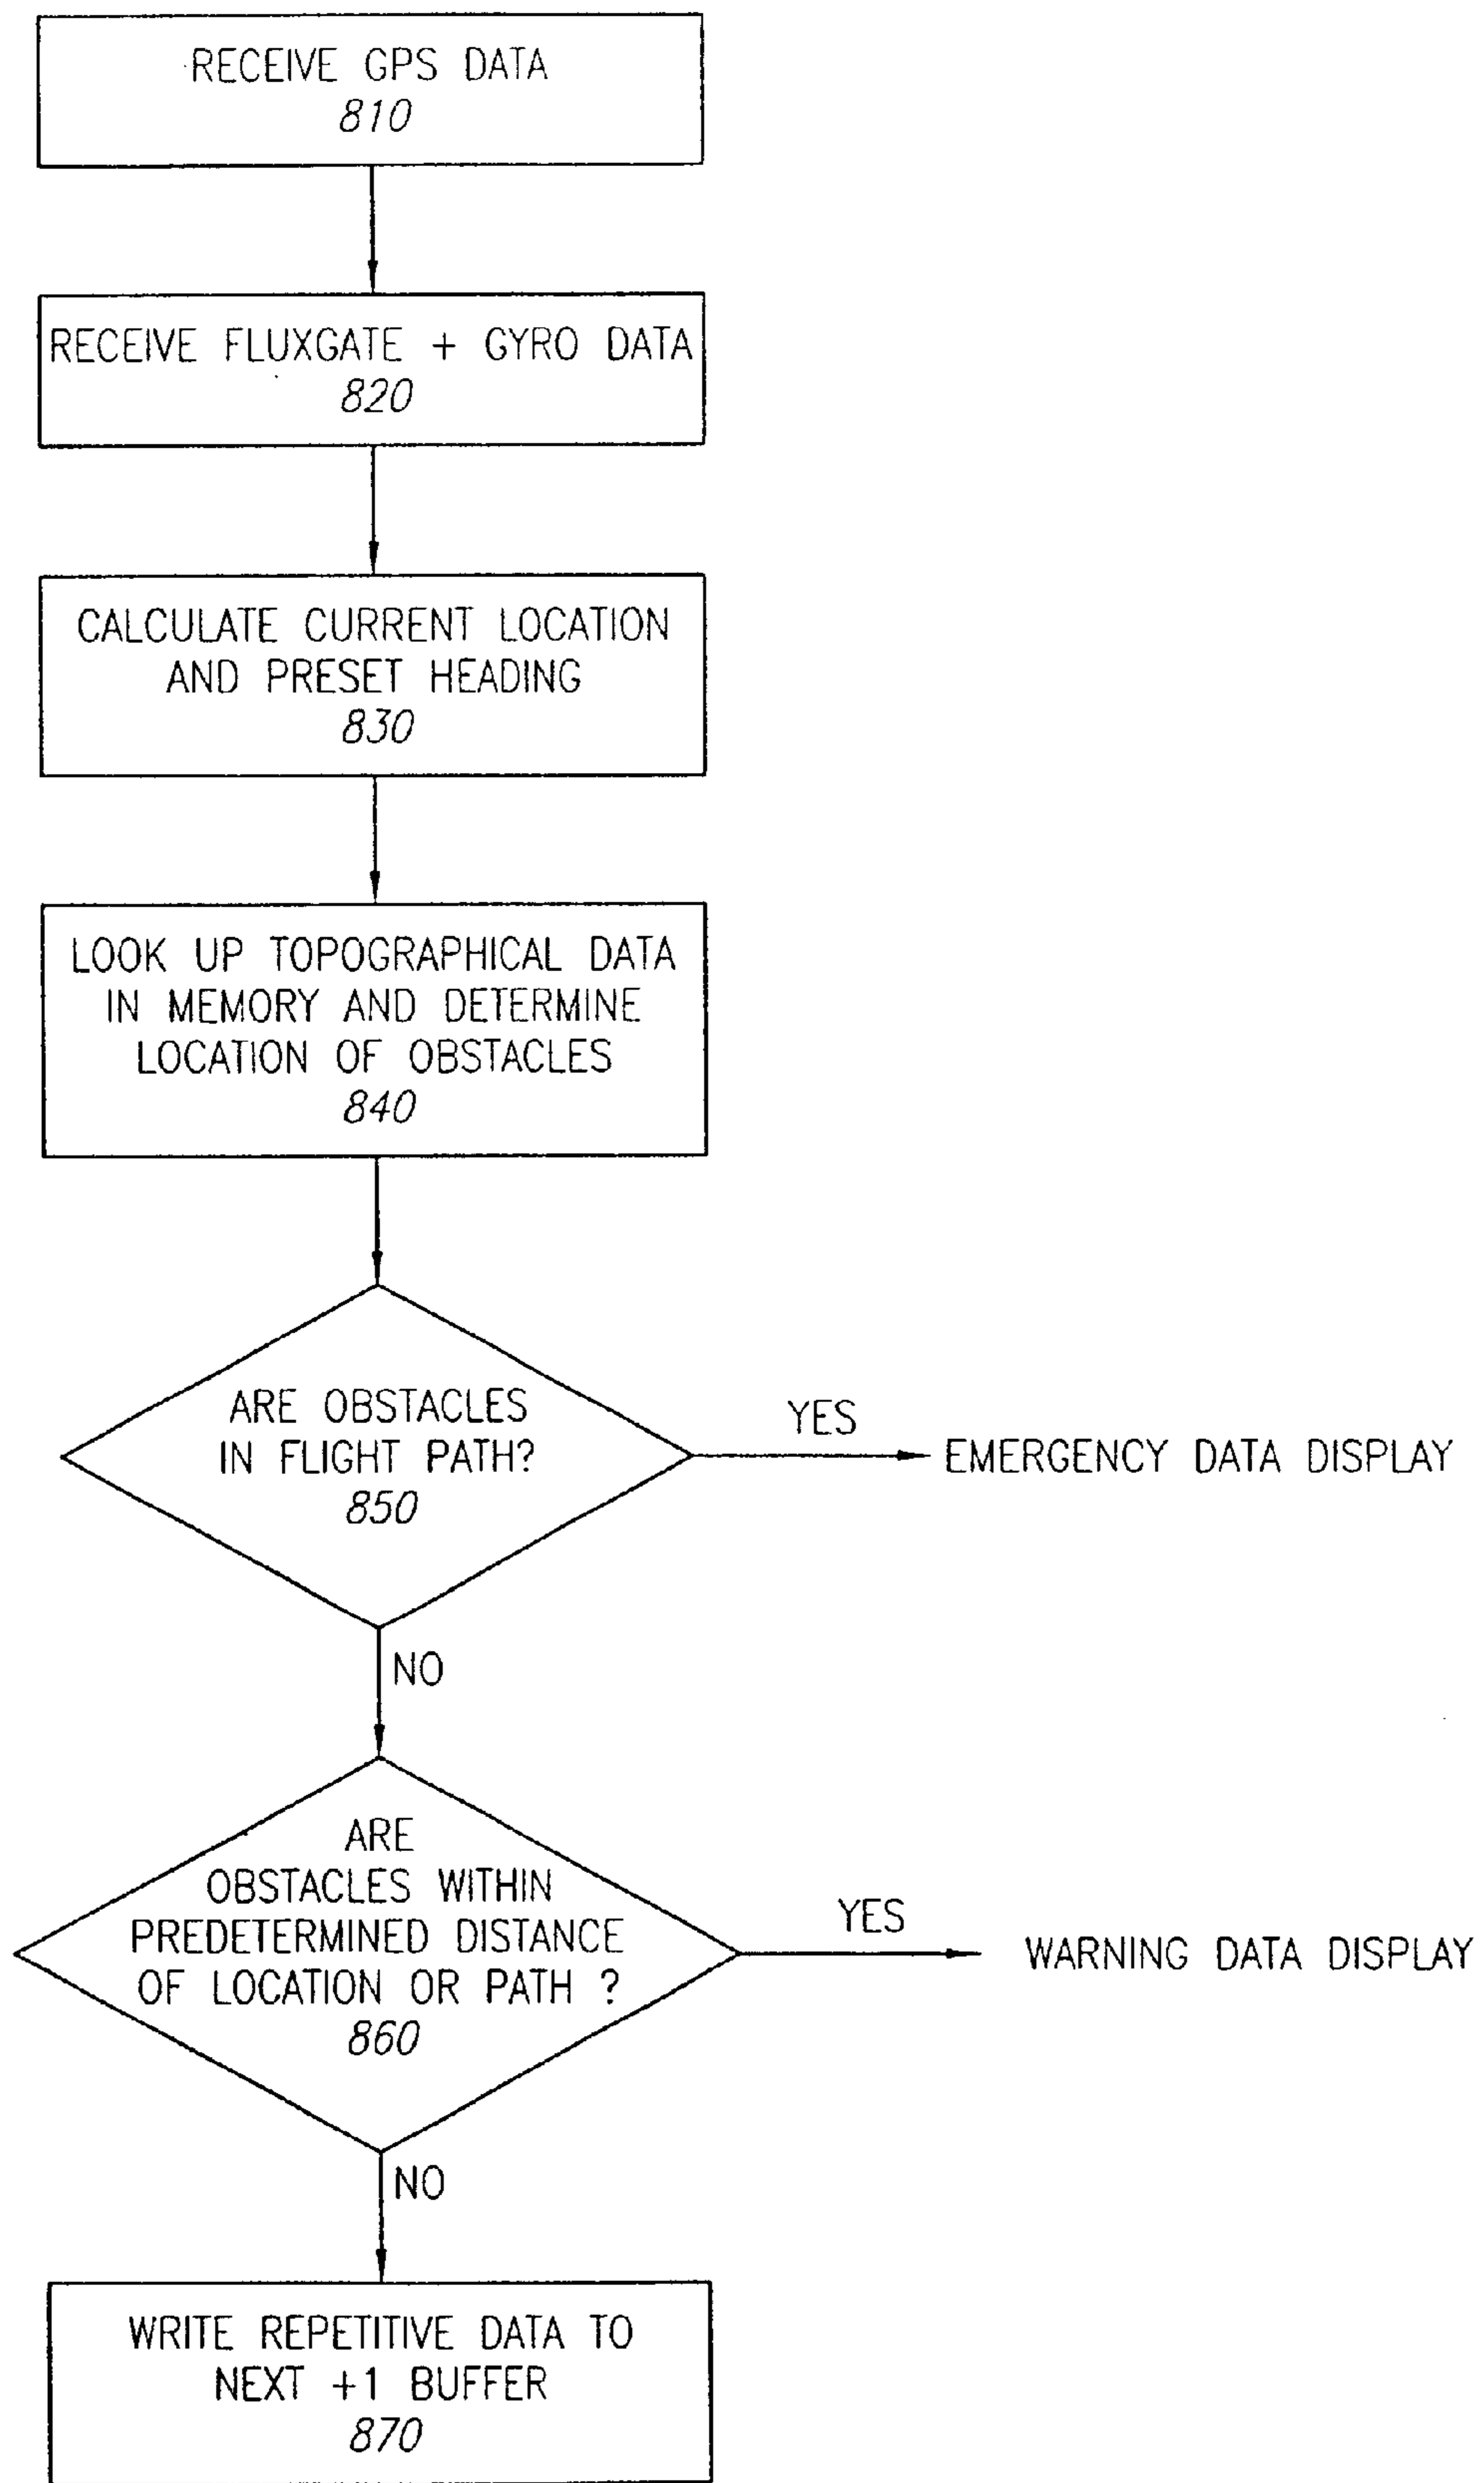 RECEIVE GPS DATA
810
RECEIVE FLUXGATE + GYRO DATA
820
CALCULATE CURRENT LOCATION
AND PRESET HEADING
830
LOOK UP TOPOGRAPHICAL DATA
IN MEMORY AND DETERMINE
LOCATION OF OBSTACLES
840
ARE OBSTACLES
IN FLIGHT PATH?
850
YES
EMERGENCY DATA DISPLAY
NO
ARE
OBSTACLES WITHIN
PREDETERMINED DISTANCE
OF LOCATION OR PATH ?
860
YES
WARNING DATA DISPLAY
NO
WRITE REPETITIVE DATA TO
NEXT +1 BUFFER
870